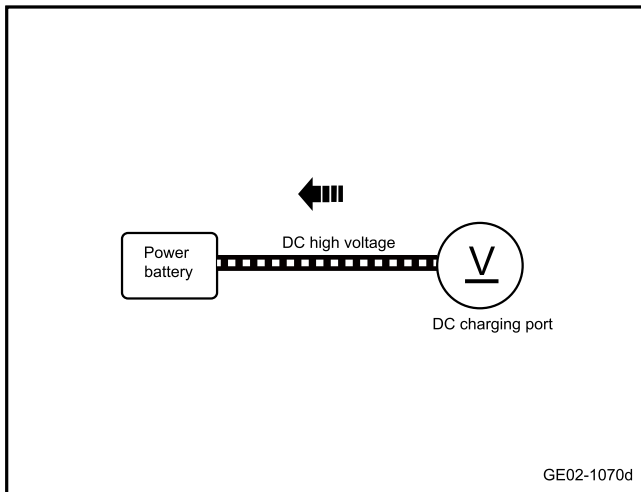 DC high voltage
Power
battery
V
DC charging port
GE02-1070d